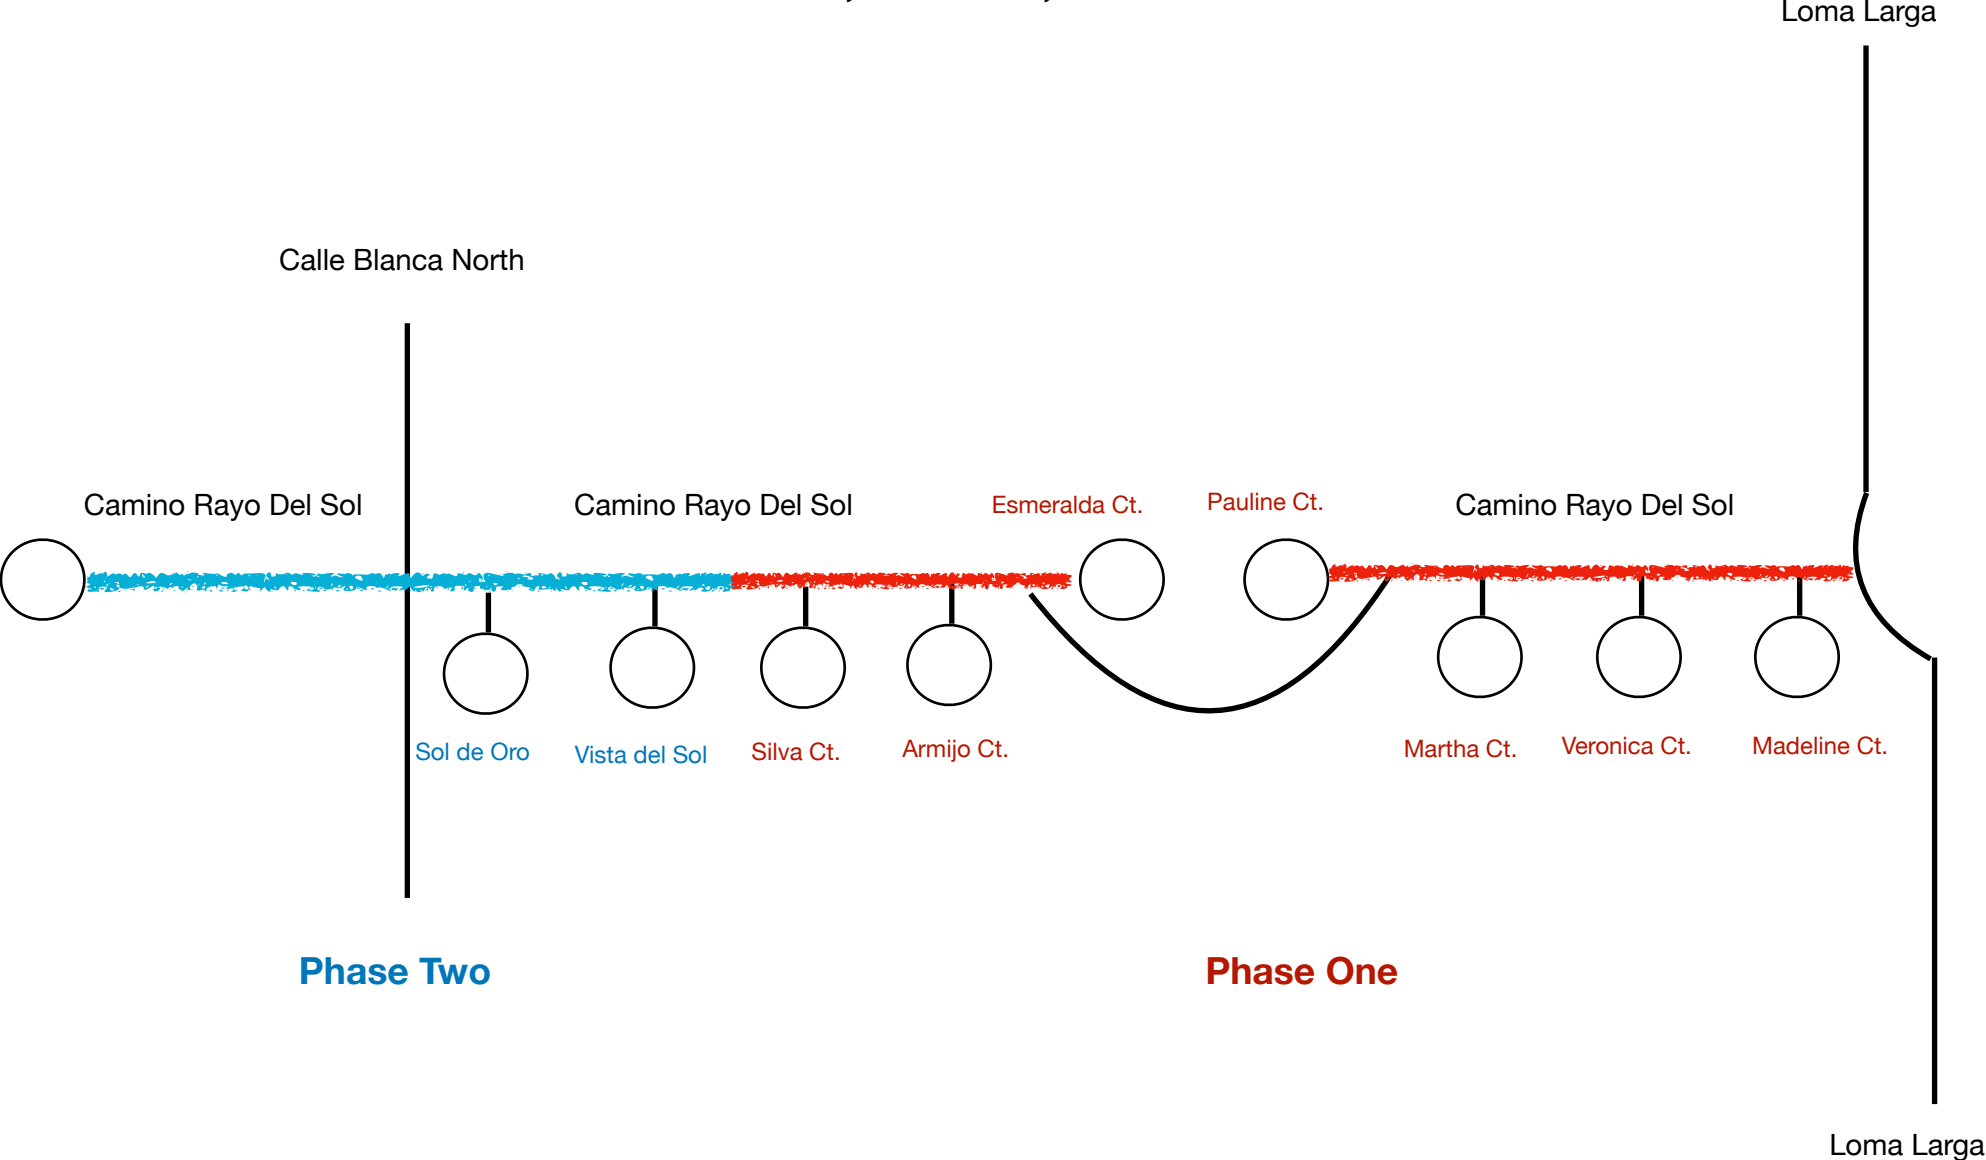 Loma Larga
Calle Blanca North
Camino Rayo Del Sol
Camino Rayo Del Sol
Esmeralda Ct.
Pauline Ct.
Camino Rayo Del Sol
Sol de Oro
Vista del Sol
Silva Ct.
Armijo Ct.
Martha Ct.
Veronica Ct.
Madeline Ct.
Phase Two
Phase One
Loma Larga